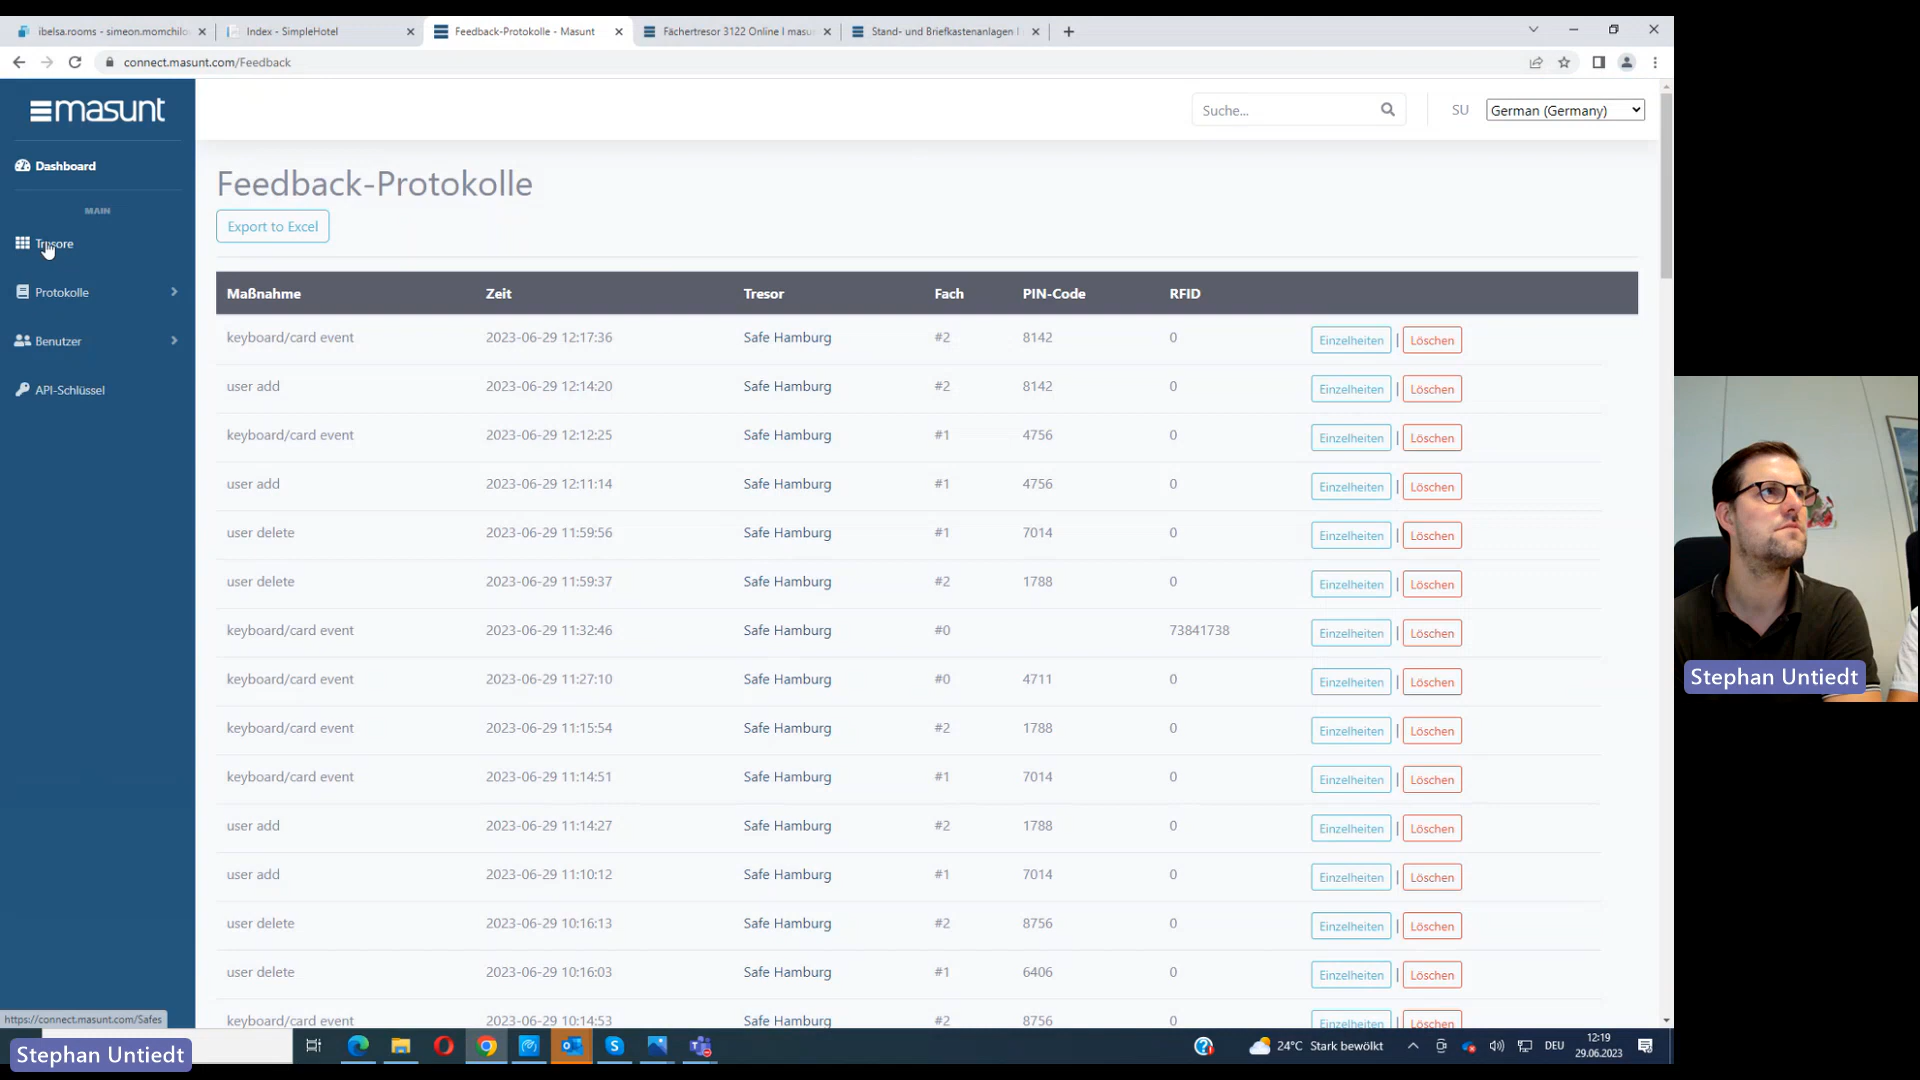 ibelsa.rooms - simeon.momchilo
Index - SimpleHotel
Feedback-Protokolle - Masunt
Fächertresor 3122 Online I masu
Stand- und Briefkastenanlagen I
connect.masunt.com/Feedback
masunt
Suche...
SU
German (Germany)
Dashboard
MAIN
Tresore
Protokolle
Benutzer
API-Schlüssel
Feedback-Protokolle
Export to Excel
Maßnahme Zeit Tresor Fach PIN-Code RFID
keyboard/card event 2023-06-29 12:17:36 Safe Hamburg #2 8142 0 Einzelheiten | Löschen
user add 2023-06-29 12:14:20 Safe Hamburg #2 8142 0 Einzelheiten | Löschen
keyboard/card event 2023-06-29 12:12:25 Safe Hamburg #1 4756 0 Einzelheiten | Löschen
user add 2023-06-29 12:11:14 Safe Hamburg #1 4756 0 Einzelheiten | Löschen
user delete 2023-06-29 11:59:56 Safe Hamburg #1 7014 0 Einzelheiten | Löschen
user delete 2023-06-29 11:59:37 Safe Hamburg #2 1788 0 Einzelheiten | Löschen
keyboard/card event 2023-06-29 11:32:46 Safe Hamburg #0 73841738 Einzelheiten | Löschen
keyboard/card event 2023-06-29 11:27:10 Safe Hamburg #0 4711 0 Einzelheiten | Löschen
keyboard/card event 2023-06-29 11:15:54 Safe Hamburg #2 1788 0 Einzelheiten | Löschen
keyboard/card event 2023-06-29 11:14:51 Safe Hamburg #1 7014 0 Einzelheiten | Löschen
user add 2023-06-29 11:14:27 Safe Hamburg #2 1788 0 Einzelheiten | Löschen
user add 2023-06-29 11:10:12 Safe Hamburg #1 7014 0 Einzelheiten | Löschen
user delete 2023-06-29 10:16:13 Safe Hamburg #2 8756 0 Einzelheiten | Löschen
user delete 2023-06-29 10:16:03 Safe Hamburg #1 6406 0 Einzelheiten | Löschen
keyboard/card event 2023-06-29 10:14:53 Safe Hamburg #2 8756 0 Einzelheiten | Löschen
https://connect.masunt.com/Safes
Stephan Untiedt
24°C Stark bewölkt
DEU
12:19
29.06.2023
Stephan Untiedt